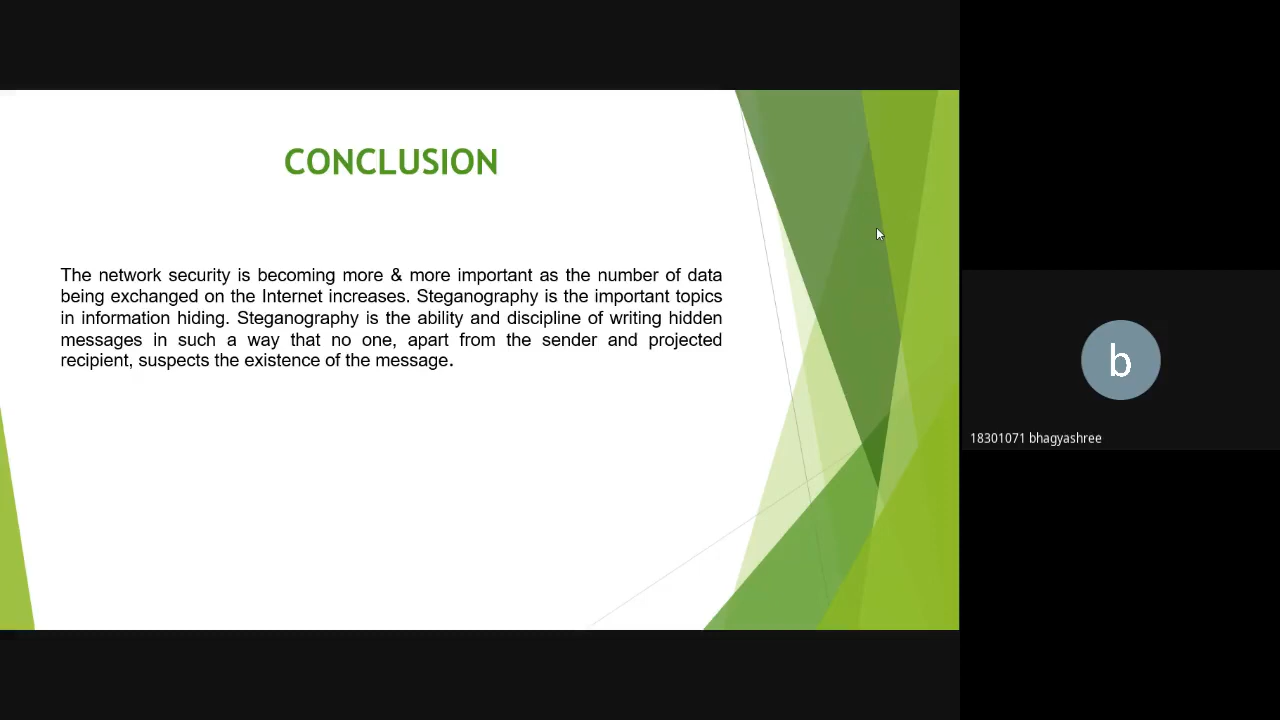 CONCLUSION
The network security is becoming more & more important as the number of data
being exchanged on the Internet increases. Steganography is the important topics
in information hiding. Steganography is the ability and discipline of writing hidden
messages in such a way that no one, apart from the sender and projected
recipient, suspects the existence of the message.
b
18301071 bhagyashree